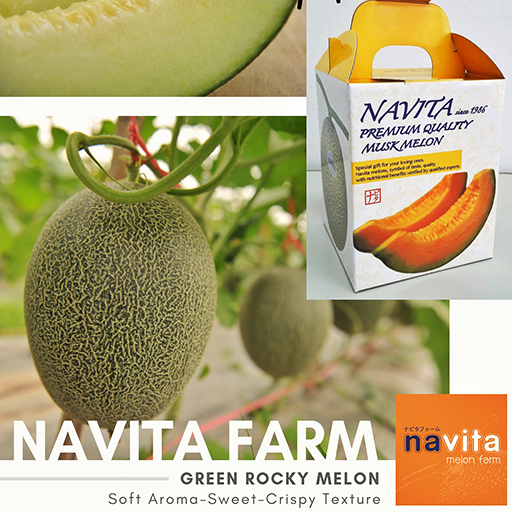 NAVITA since 1986
PREMIUM QUALITY
MUSK MELON
Special gift for your loving ones.
Navita melons, symbol of taste, quality
with nutritional benefits verified by qualified experts.
NAVITA FARM
GREEN ROCKY MELON
Soft Aroma-Sweet-Crispy Texture
ナビタファーム
navita
melon farm